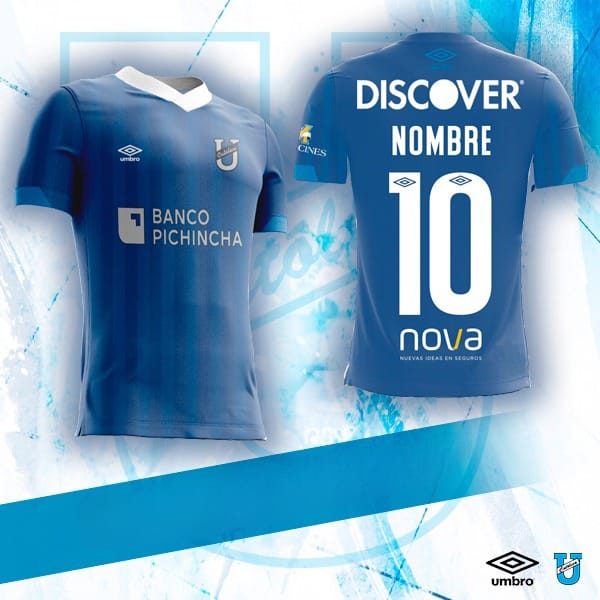 umbro
U
BANCO
PICHINCHA
DISCOVER®
NOMBRE
CINES
10
nova
NUEVAS IDEAS EN SEGUROS
umbro
U